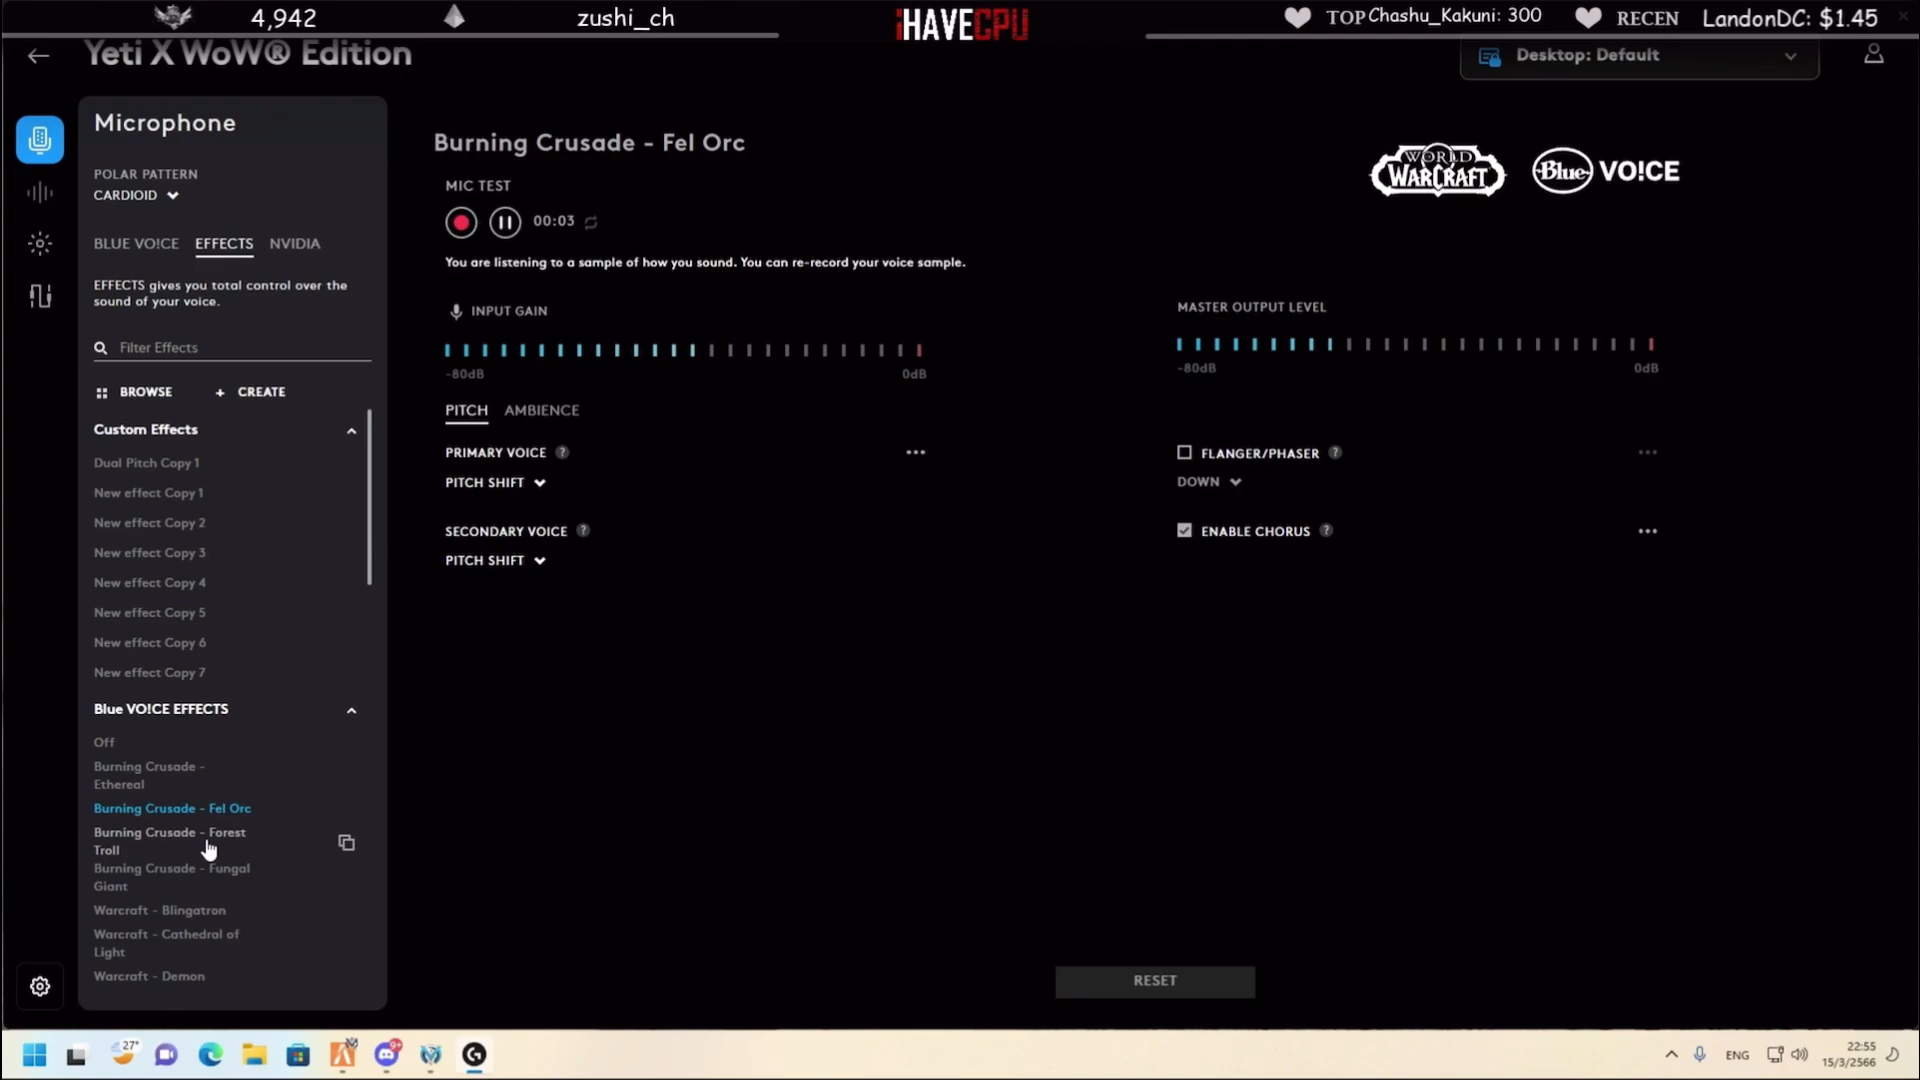 4,942
zushi_ch
iHAVECPU
TOP Chashu_Kakuni: 300
RECEN LandonDC: $1.45
Yeti X WoW® Edition
Desktop: Default
Microphone
POLAR PATTERN
CARDIOID
BLUE VO!CE EFFECTS NVIDIA
EFFECTS gives you total control over the
sound of your voice.
Filter Effects
BROWSE + CREATE
Custom Effects
Dual Pitch Copy 1
New effect Copy 1
New effect Copy 2
New effect Copy 3
New effect Copy 4
New effect Copy 5
New effect Copy 6
New effect Copy 7
Blue VO!CE EFFECTS
Off
Burning Crusade -
Ethereal
Burning Crusade - Fel Orc
Burning Crusade - Forest
Troll
Burning Crusade - Fungal
Giant
Warcraft - Blingatron
Warcraft - Cathedral of
Light
Warcraft - Demon
Burning Crusade - Fel Orc
WORLD
WARCRAFT
Blue VO!CE
MIC TEST
00:03
You are listening to a sample of how you sound. You can re-record your voice sample.
INPUT GAIN
-80dB 0dB
MASTER OUTPUT LEVEL
-80dB 0dB
PITCH AMBIENCE
PRIMARY VOICE ?
PITCH SHIFT
SECONDARY VOICE ?
PITCH SHIFT
FLANGER/PHASER ?
DOWN
ENABLE CHORUS ?
RESET
27°
9+
ENG
22:55
15/3/2566